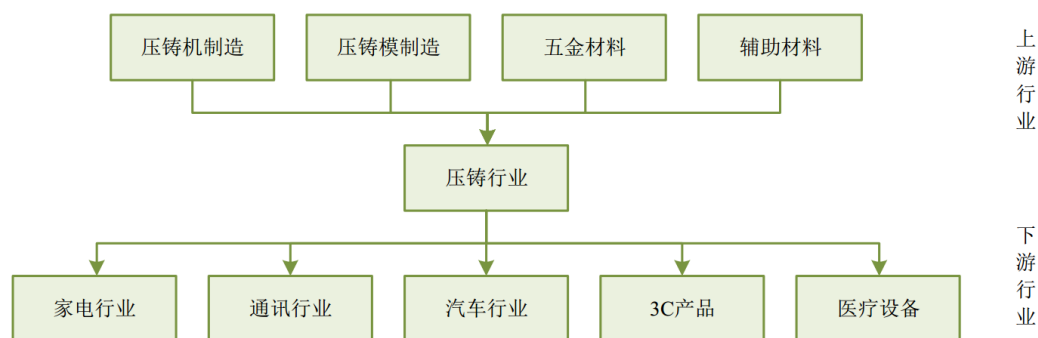 压铸机制造
压铸模制造
五金材料
辅助材料
上游行业
压铸行业
下游行业
家电行业
通讯行业
汽车行业
3C产品
医疗设备